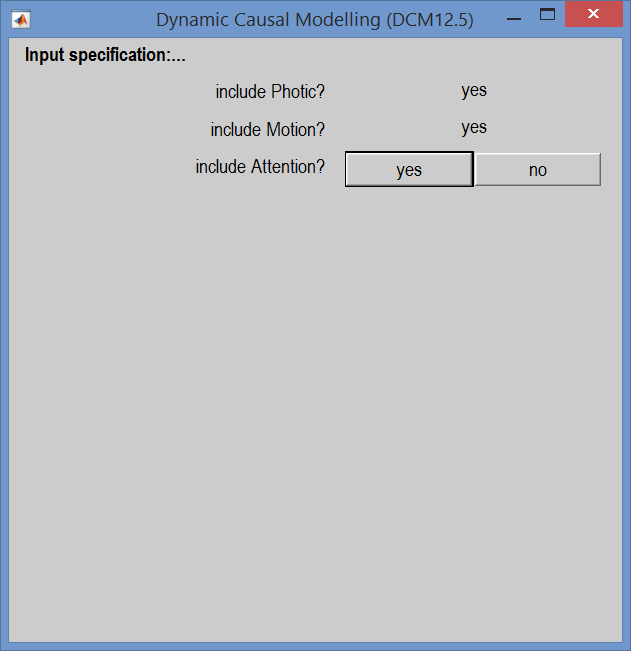 Dynamic Causal Modelling (DCM12.5)
Input specification:...
include Photic? yes
include Motion? yes
include Attention? yes no